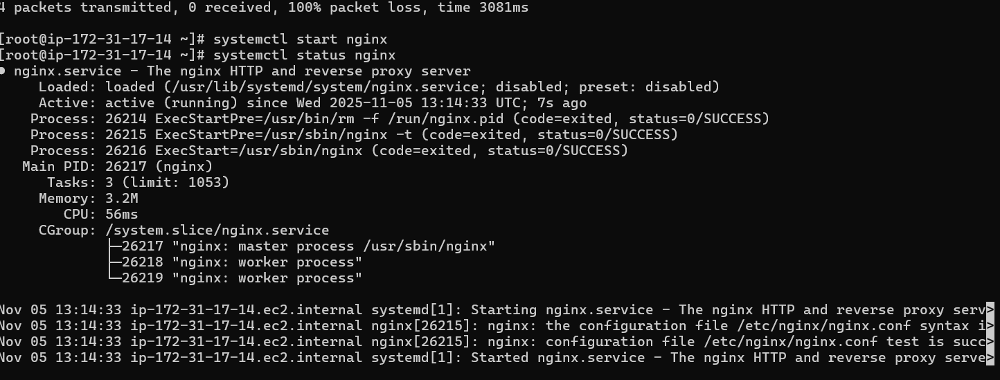 4 packets transmitted, 0 received, 100% packet loss, time 3081ms
[root@ip-172-31-17-14 ~]# systemctl start nginx
[root@ip-172-31-17-14 ~]# systemctl status nginx
● nginx.service - The nginx HTTP and reverse proxy server
     Loaded: loaded (/usr/lib/systemd/system/nginx.service; disabled; preset: disabled)
     Active: active (running) since Wed 2025-11-05 13:14:33 UTC; 7s ago
    Process: 26214 ExecStartPre=/usr/bin/rm -f /run/nginx.pid (code=exited, status=0/SUCCESS)
    Process: 26215 ExecStartPre=/usr/sbin/nginx -t (code=exited, status=0/SUCCESS)
    Process: 26216 ExecStart=/usr/sbin/nginx (code=exited, status=0/SUCCESS)
   Main PID: 26217 (nginx)
      Tasks: 3 (limit: 1053)
     Memory: 3.2M
        CPU: 56ms
     CGroup: /system.slice/nginx.service
             ├─26217 "nginx: master process /usr/sbin/nginx"
             ├─26218 "nginx: worker process"
             └─26219 "nginx: worker process"
Nov 05 13:14:33 ip-172-31-17-14.ec2.internal systemd[1]: Starting nginx.service - The nginx HTTP and reverse proxy serv>
Nov 05 13:14:33 ip-172-31-17-14.ec2.internal nginx[26215]: nginx: the configuration file /etc/nginx/nginx.conf syntax i>
Nov 05 13:14:33 ip-172-31-17-14.ec2.internal nginx[26215]: nginx: configuration file /etc/nginx/nginx.conf test is succ>
Nov 05 13:14:33 ip-172-31-17-14.ec2.internal systemd[1]: Started nginx.service - The nginx HTTP and reverse proxy serve>